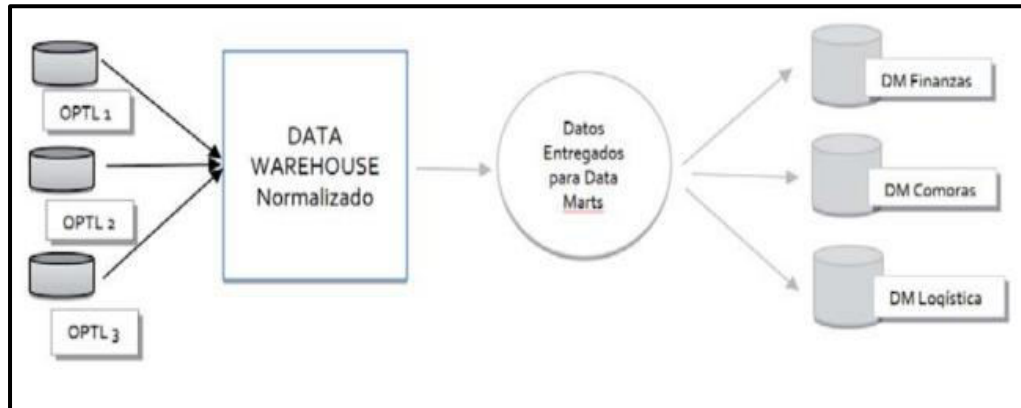 OPTL 1
OPTL 2
OPTL 3
DATA
WAREHOUSE
Normalizado
Datos
Entregados
para Data
Marts
DM Finanzas
DM Comoras
DM Logística